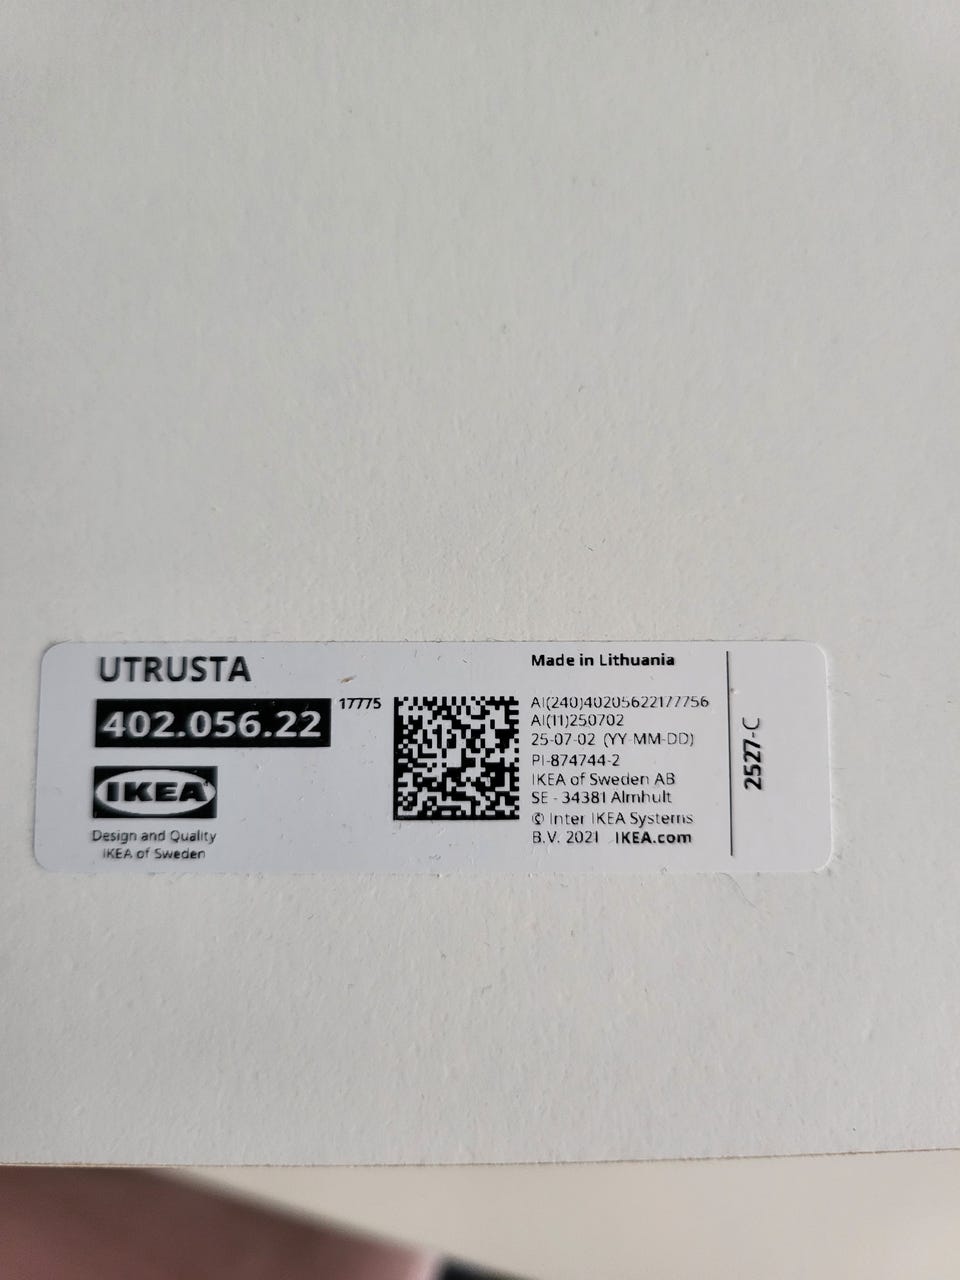 UTRUSTA
402.056.22
17775
IKEA
Design and Quality
IKEA of Sweden
Made in Lithuania
AI(240)40205622177756
AI(11)250702
25-07-02 (YY-MM-DD)
PI-874744-2
IKEA of Sweden AB
SE - 34381 Almhult
© Inter IKEA Systems
B.V. 2021 IKEA.com
2527-C